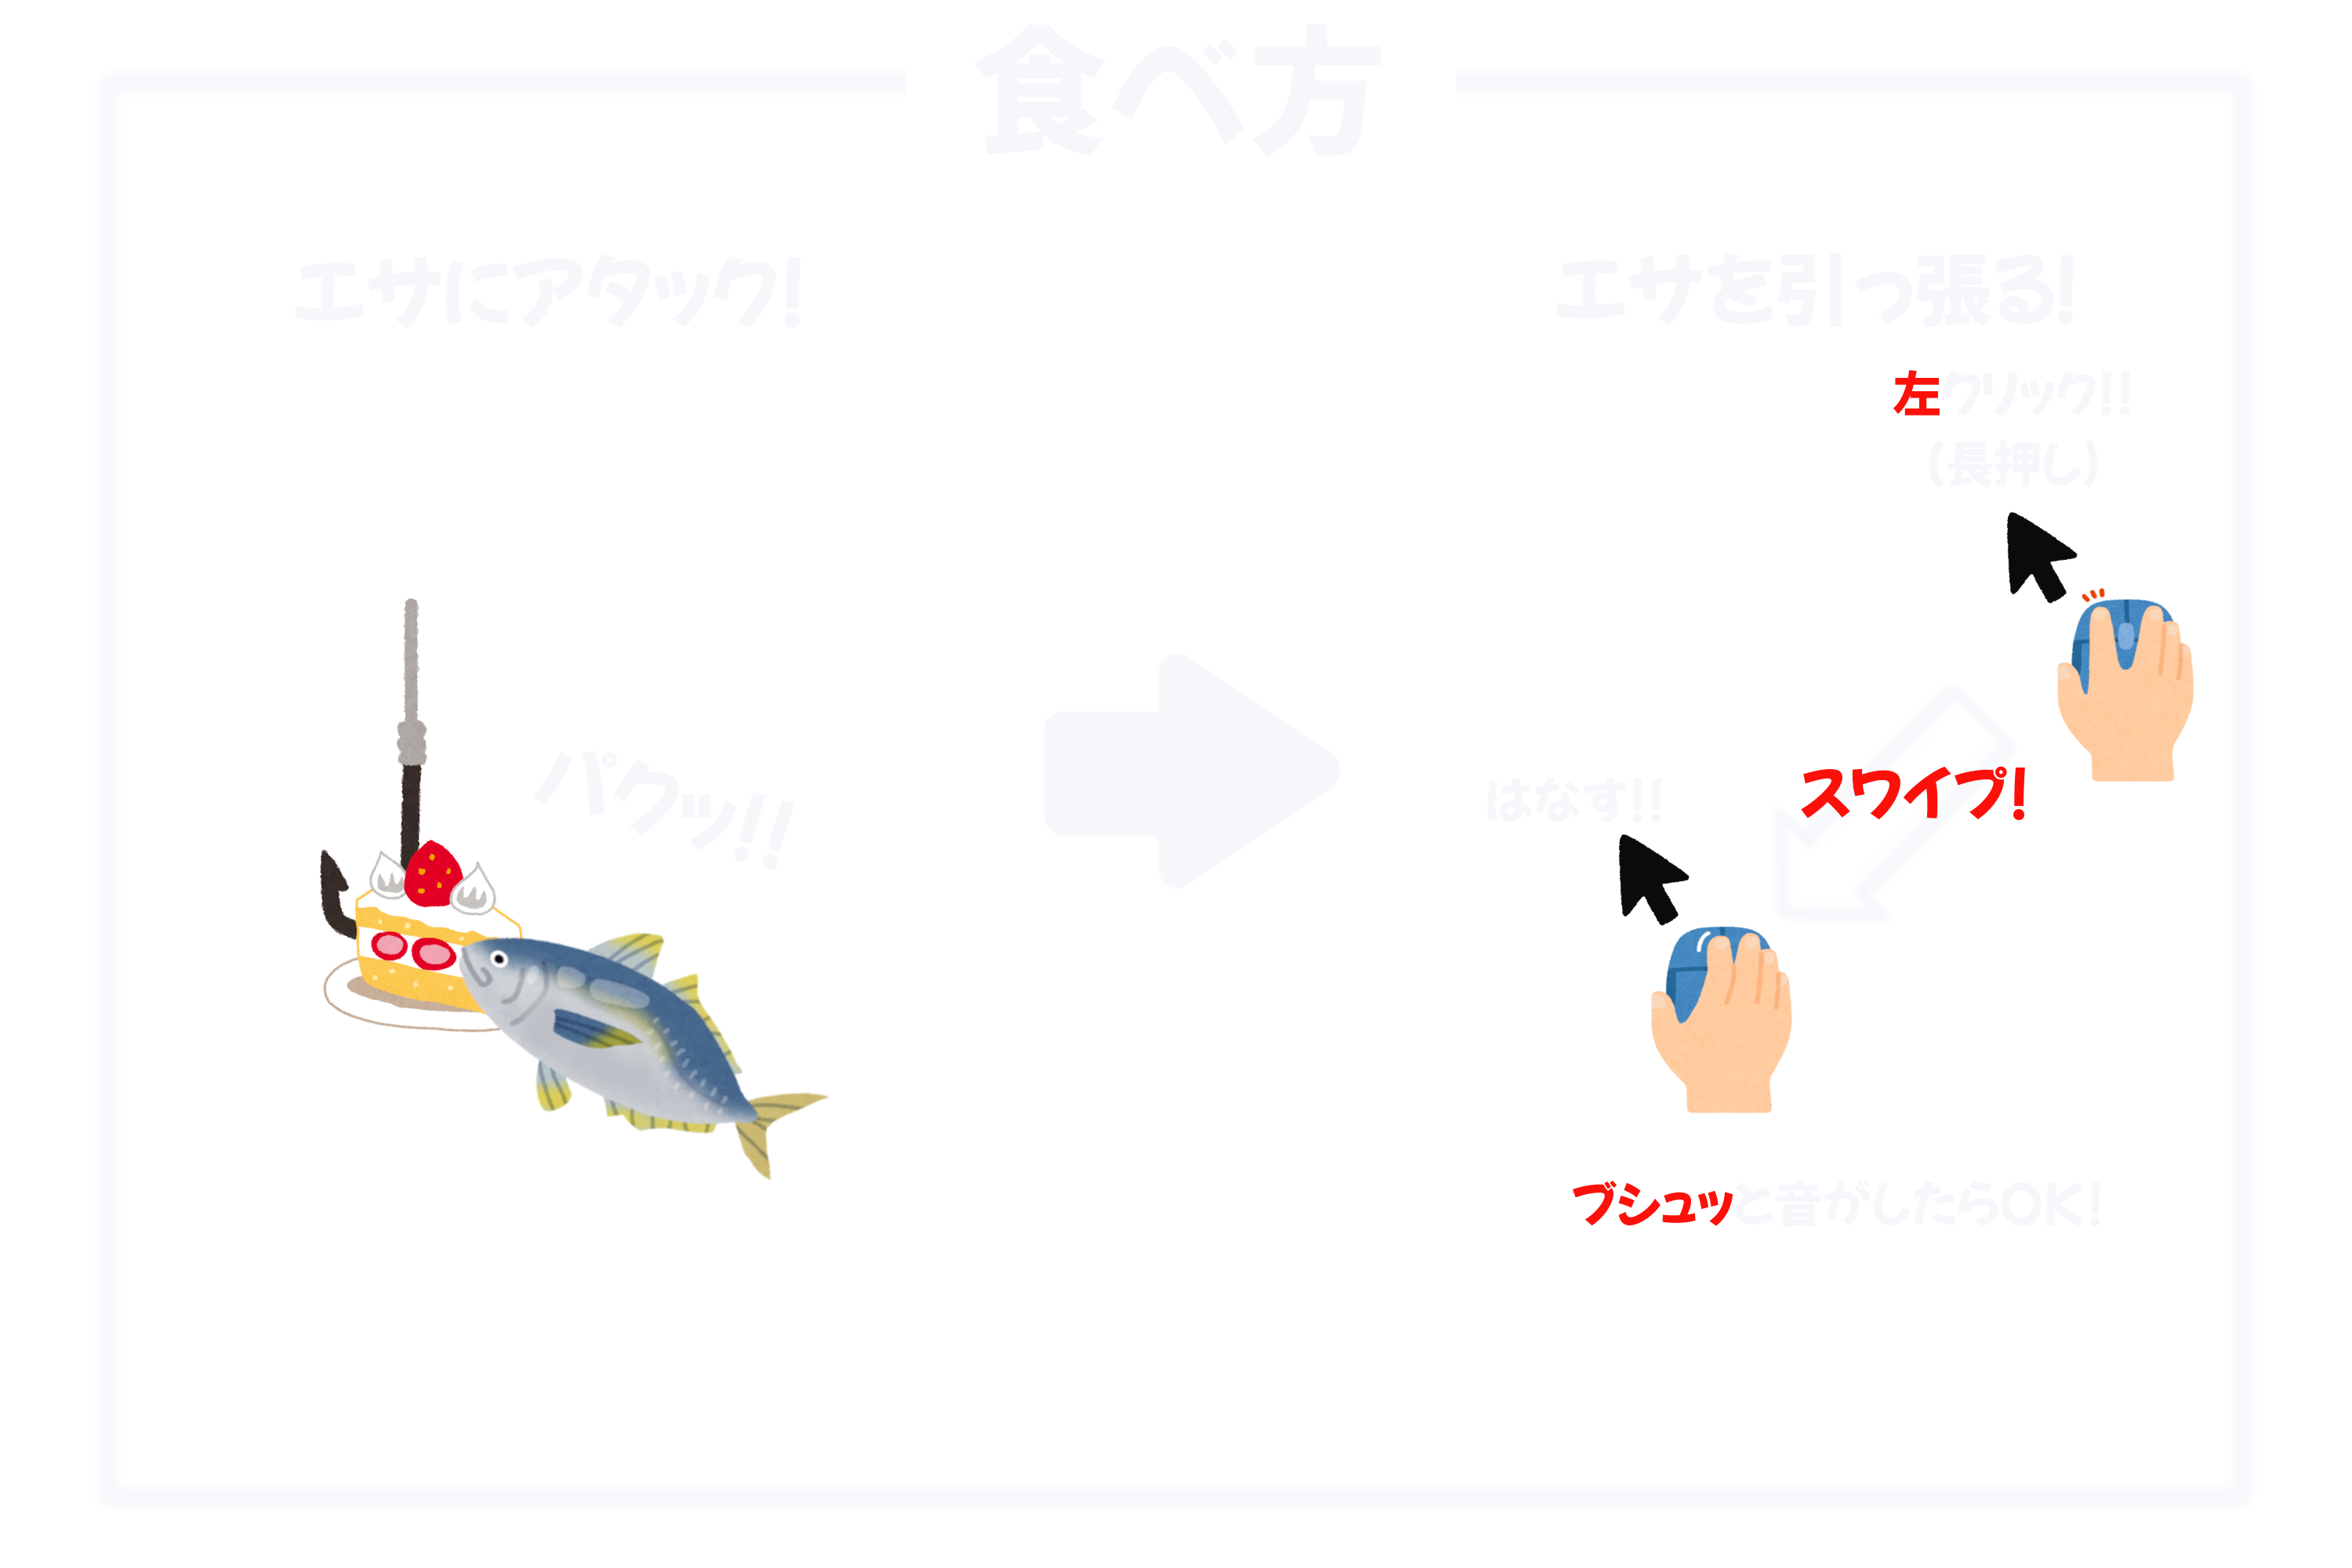 食べ方
エサにアタック!
パクッ!!
エサを引っ張る!
左クリック!!
(長押し)
スワイプ!
はなす!!
ブシュッと音がしたらOK!